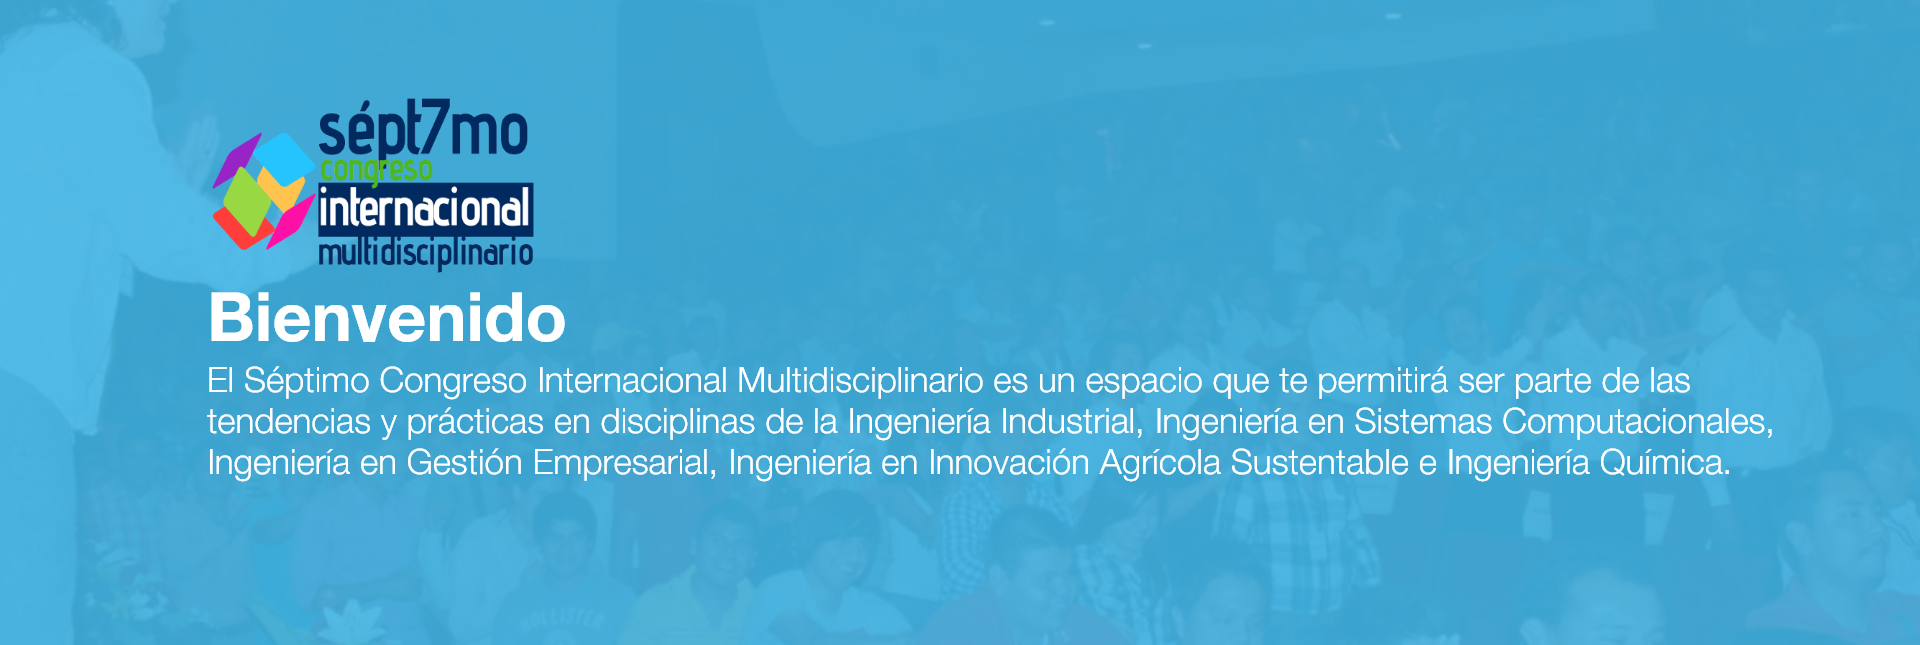 sépt7mo
congreso
internacional
multidisciplinario
Bienvenido
El Séptimo Congreso Internacional Multidisciplinario es un espacio que te permitirá ser parte de las
tendencias y prácticas en disciplinas de la Ingeniería Industrial, Ingeniería en Sistemas Computacionales,
Ingeniería en Gestión Empresarial, Ingeniería en Innovación Agrícola Sustentable e Ingeniería Química.
HOLLISTER